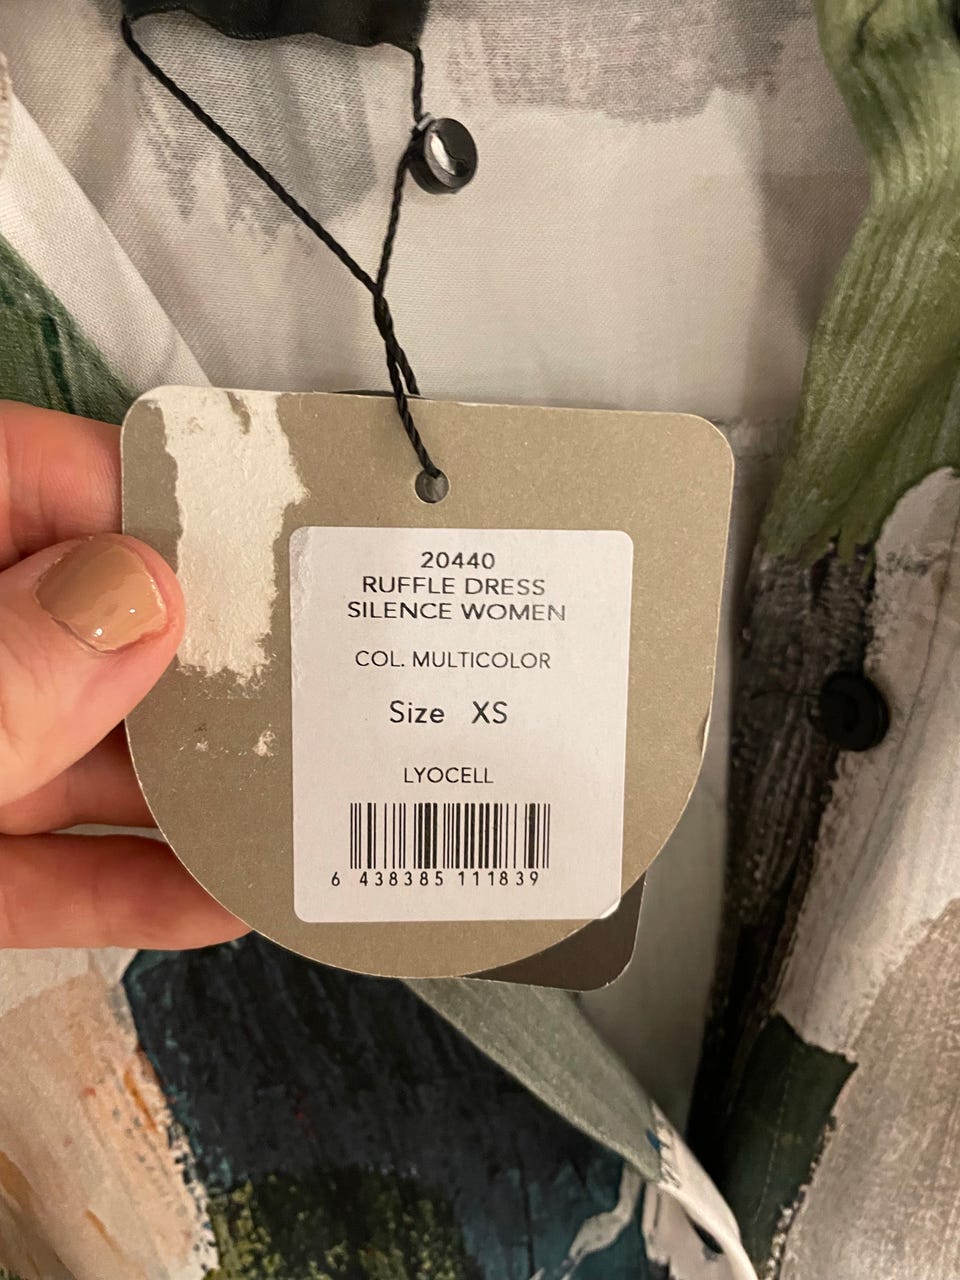 20440
RUFFLE DRESS
SILENCE WOMEN
COL. MULTICOLOR
Size XS
LYOCELL
6 438385 111839